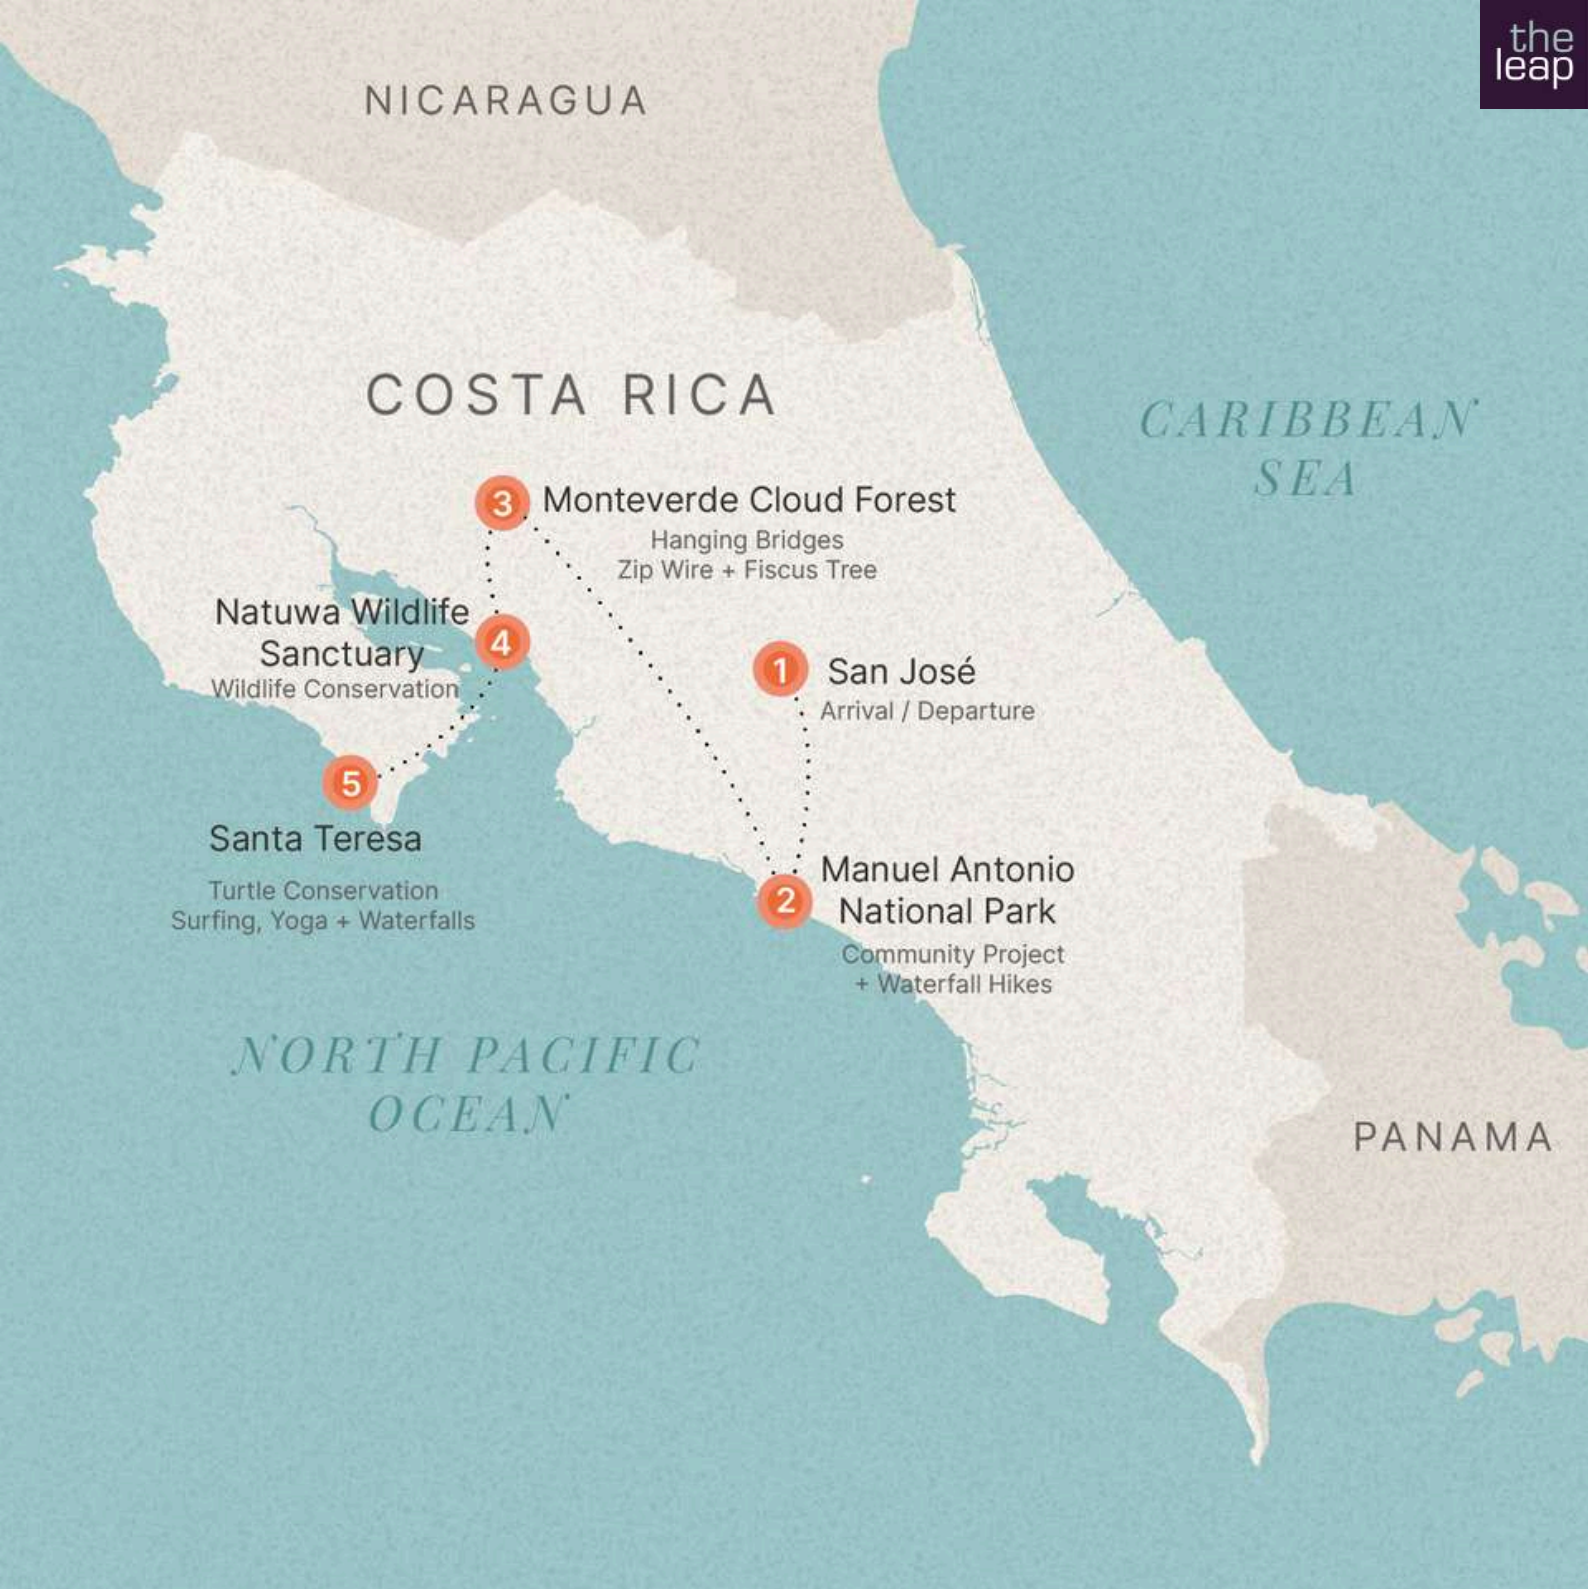 the
leap
NICARAGUA
COSTA RICA
CARIBBEAN
SEA
3
Monteverde Cloud Forest
Hanging Bridges
Zip Wire + Fiscus Tree
Natuwa Wildlife
Sanctuary
Wildlife Conservation
4
1
San José
Arrival / Departure
5
Santa Teresa
Turtle Conservation
Surfing, Yoga + Waterfalls
2
Manuel Antonio
National Park
Community Project
+ Waterfall Hikes
NORTH PACIFIC
OCEAN
PANAMA